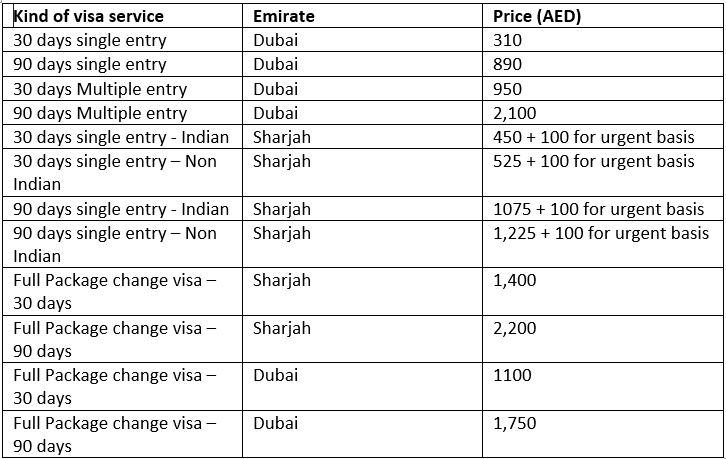 Kind of visa service Emirate Price (AED)
30 days single entry Dubai 310
90 days single entry Dubai 890
30 days Multiple entry Dubai 950
90 days Multiple entry Dubai 2,100
30 days single entry - Indian Sharjah 450 + 100 for urgent basis
30 days single entry – Non Sharjah 525 + 100 for urgent basis
Indian
90 days single entry - Indian Sharjah 1075 + 100 for urgent basis
90 days single entry – Non Sharjah 1,225 + 100 for urgent basis
Indian
Full Package change visa – Sharjah 1,400
30 days
Full Package change visa – Sharjah 2,200
90 days
Full Package change visa – Dubai 1100
30 days
Full Package change visa – Dubai 1,750
90 days